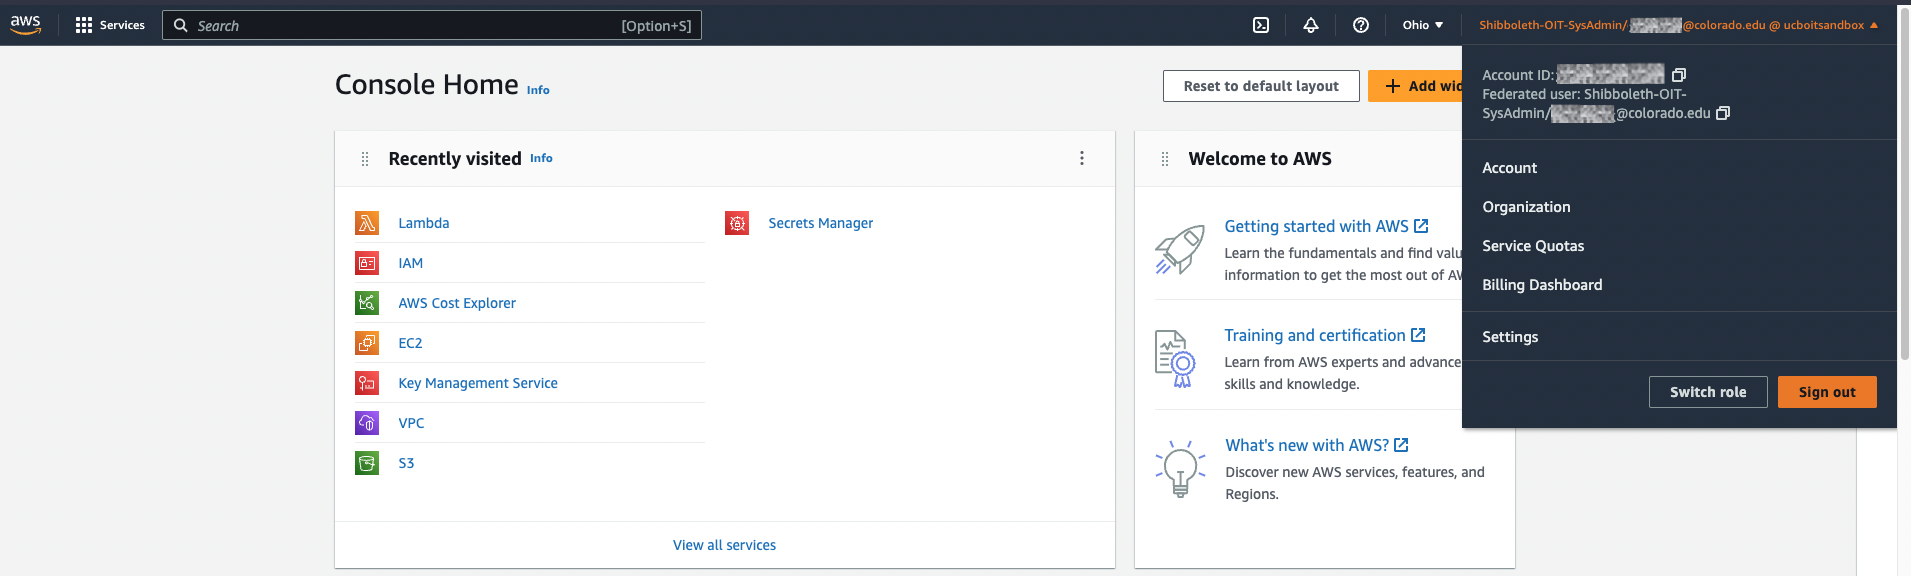 aws Services Search [Option+S] Ohio Shibboleth-OIT-SysAdmin/ @colorado.edu @ ucboitsandbox
Console Home Info
Reset to default layout
Add wid
Account ID:
Federated user: Shibboleth-OIT-
SysAdmin/ @colorado.edu
Account
Organization
Service Quotas
Billing Dashboard
Settings
Switch role
Sign out
Recently visited Info
Lambda
IAM
AWS Cost Explorer
EC2
Key Management Service
VPC
S3
Secrets Manager
View all services
Welcome to AWS
Getting started with AWS
Learn the fundamentals and find valu
information to get the most out of AW
Training and certification
Learn from AWS experts and advance
skills and knowledge.
What's new with AWS?
Discover new AWS services, features, and
Regions.